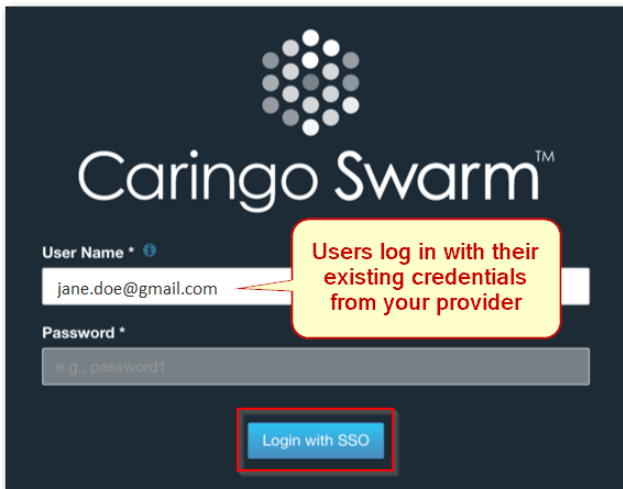 Caringo Swarm™
User Name *
Users log in with their
existing credentials
from your provider
jane.doe@gmail.com
Password *
e.g., password1
Login with SSO